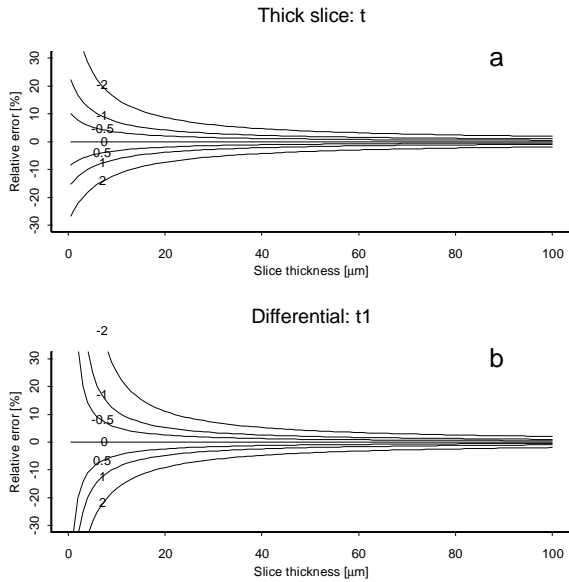 Thick slice: t
a
Relative error [%]
30
20
10
0
-10
-20
-30
-2
-1
-0.5
0
0.5
1
2
0 20 40 60 80 100
Slice thickness [µm]
Differential: t1
b
Relative error [%]
30
20
10
0
-10
-20
-30
-2
-1
-0.5
0
0.5
1
2
0 20 40 60 80 100
Slice thickness [µm]